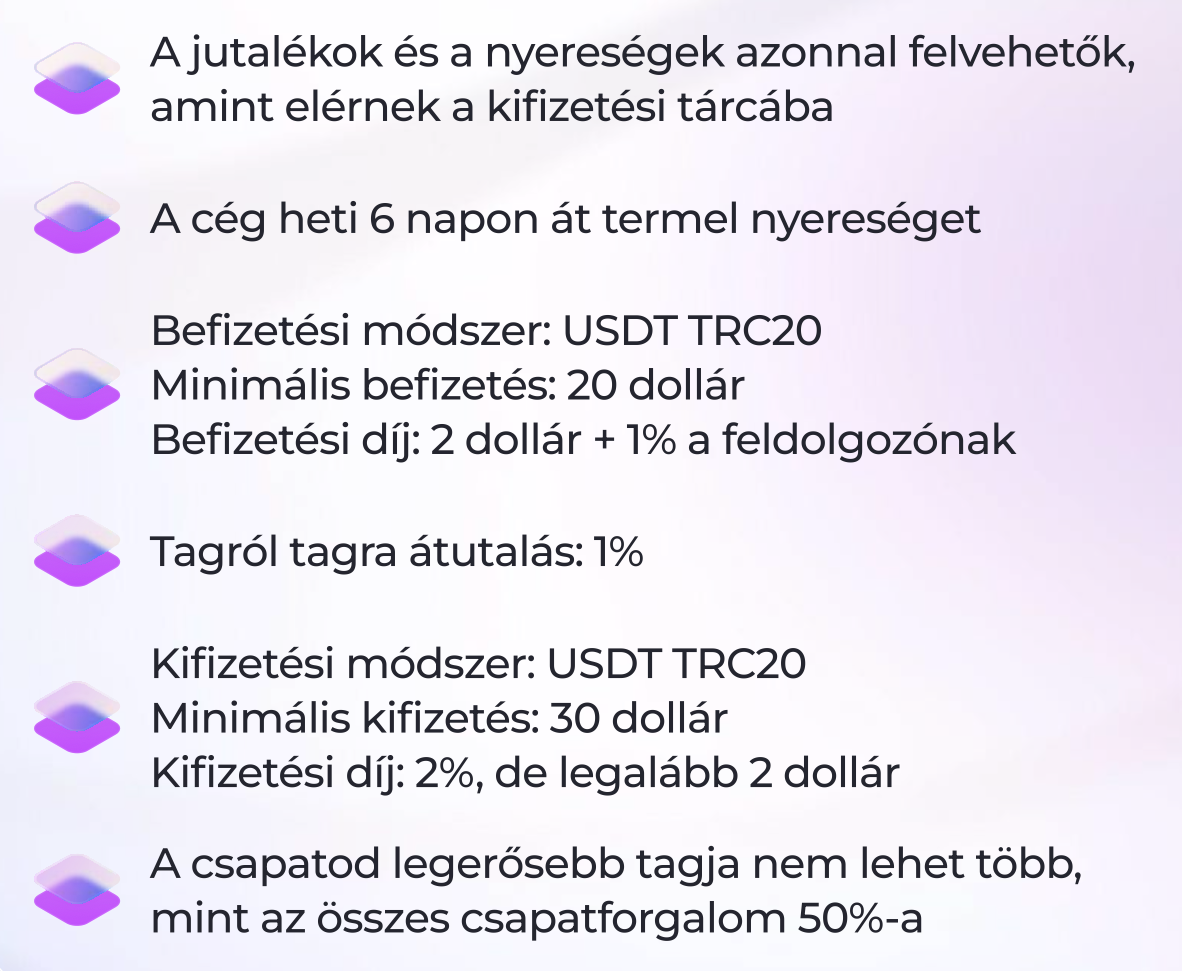 A jutalékok és a nyereségek azonnal felvehetők,
amint elérnek a kifizetési tárcába
A cég heti 6 napon át termel nyereséget
Befizetési módszer: USDT TRC20
Minimális befizetés: 20 dollár
Befizetési díj: 2 dollár + 1% a feldolgozónak
Tagról tagra átutalás: 1%
Kifizetési módszer: USDT TRC20
Minimális kifizetés: 30 dollár
Kifizetési díj: 2%, de legalább 2 dollár
A csapatod legerősebb tagja nem lehet több,
mint az összes csapatforgalom 50%-a